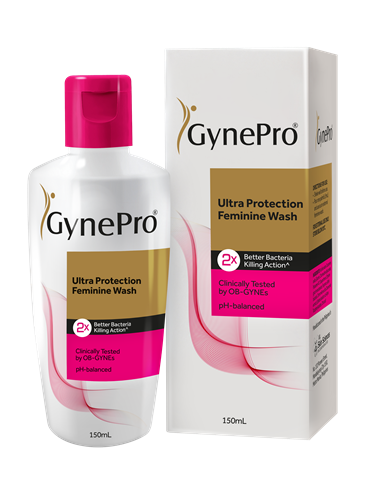 GynePro®
Ultra Protection
Feminine Wash
2X Better Bacteria
Killing Action^
Clinically Tested
by OB-GYNEs
pH-balanced
150mL
GynePro®
Ultra Protection
Feminine Wash
2X Better Bacteria
Killing Action^
Clinically Tested
by OB-GYNEs
pH-balanced
150mL